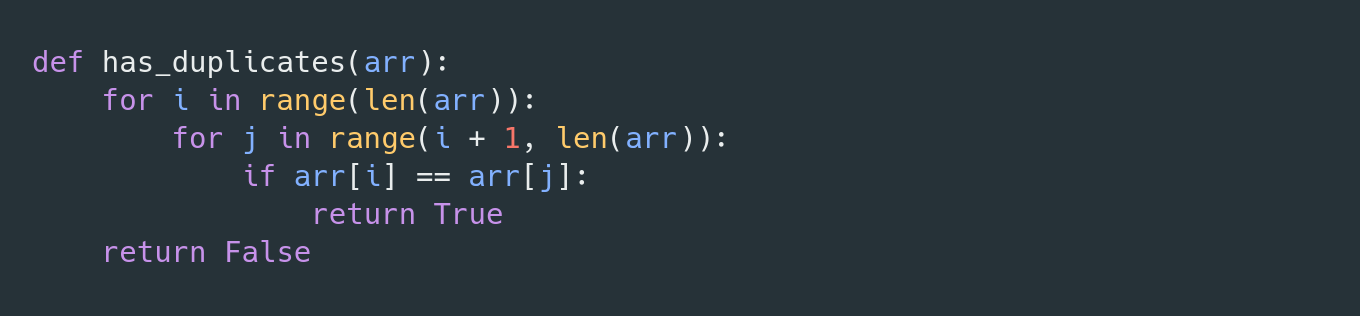 def has_duplicates(arr):
    for i in range(len(arr)):
        for j in range(i + 1, len(arr)):
            if arr[i] == arr[j]:
                return True
    return False